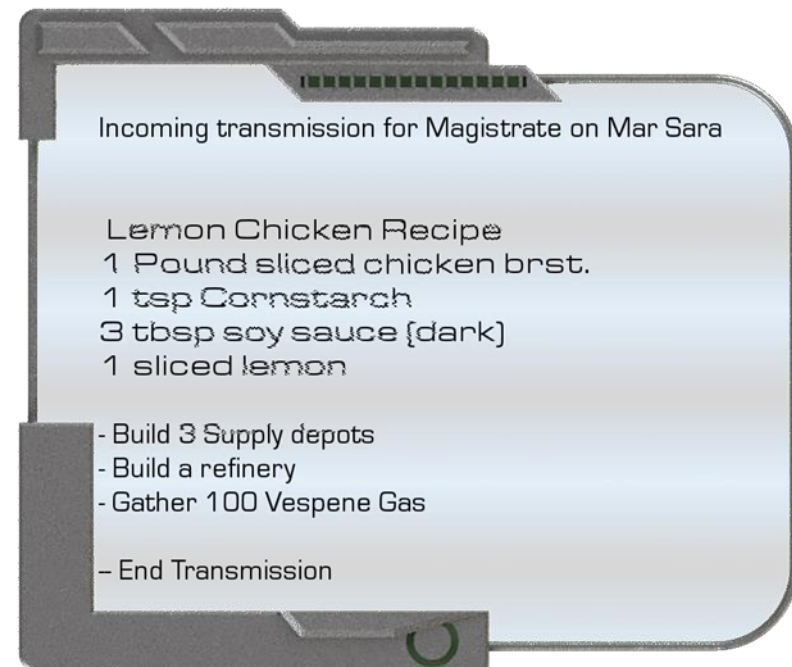 Incoming transmission for Magistrate on Mar Sara
Lemon Chicken Recipe
1 Pound sliced chicken brst.
1 tsp Cornstarch
3 tbsp soy sauce (dark)
1 sliced lemon
- Build 3 Supply depots
- Build a refinery
- Gather 100 Vespene Gas
– End Transmission